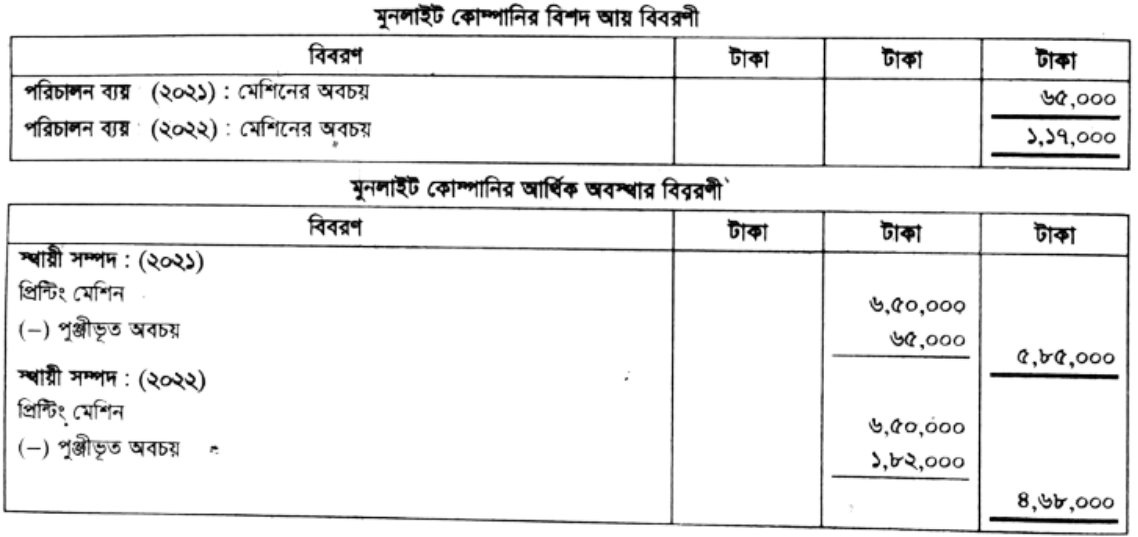 মুনলাইট কোম্পানির বিশদ আয় বিবরণী
বিবরণ টাকা টাকা টাকা
পরিচালন ব্যয় (২০২১) : মেশিনের অবচয় ৬৫,০০০
পরিচালন ব্যয় (২০২২) : মেশিনের অবচয় ১,১৭,০০০
মুনলাইট কোম্পানির আর্থিক অবস্থার বিবরণী
বিবরণ টাকা টাকা টাকা
স্থায়ী সম্পদ : (২০২১)
প্রিন্টিং মেশিন ৬,৫০,০০০
(–) পুঞ্জীভূত অবচয় ৬৫,০০০ ৫,৮৫,০০০
স্থায়ী সম্পদ : (২০২২)
প্রিন্টিং মেশিন ৬,৫০,০০০
(–) পুঞ্জীভূত অবচয় ১,৮২,০০০
৪,৬৮,০০০